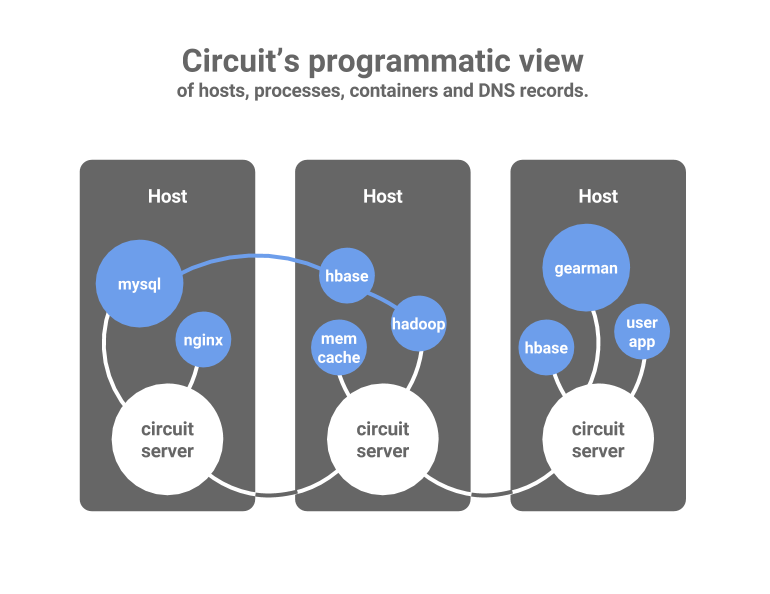 Circuit’s programmatic view
of hosts, processes, containers and DNS records.
Host
mysql
nginx
circuit
server
Host
hbase
hadoop
mem
cache
circuit
server
Host
gearman
user
app
hbase
circuit
server